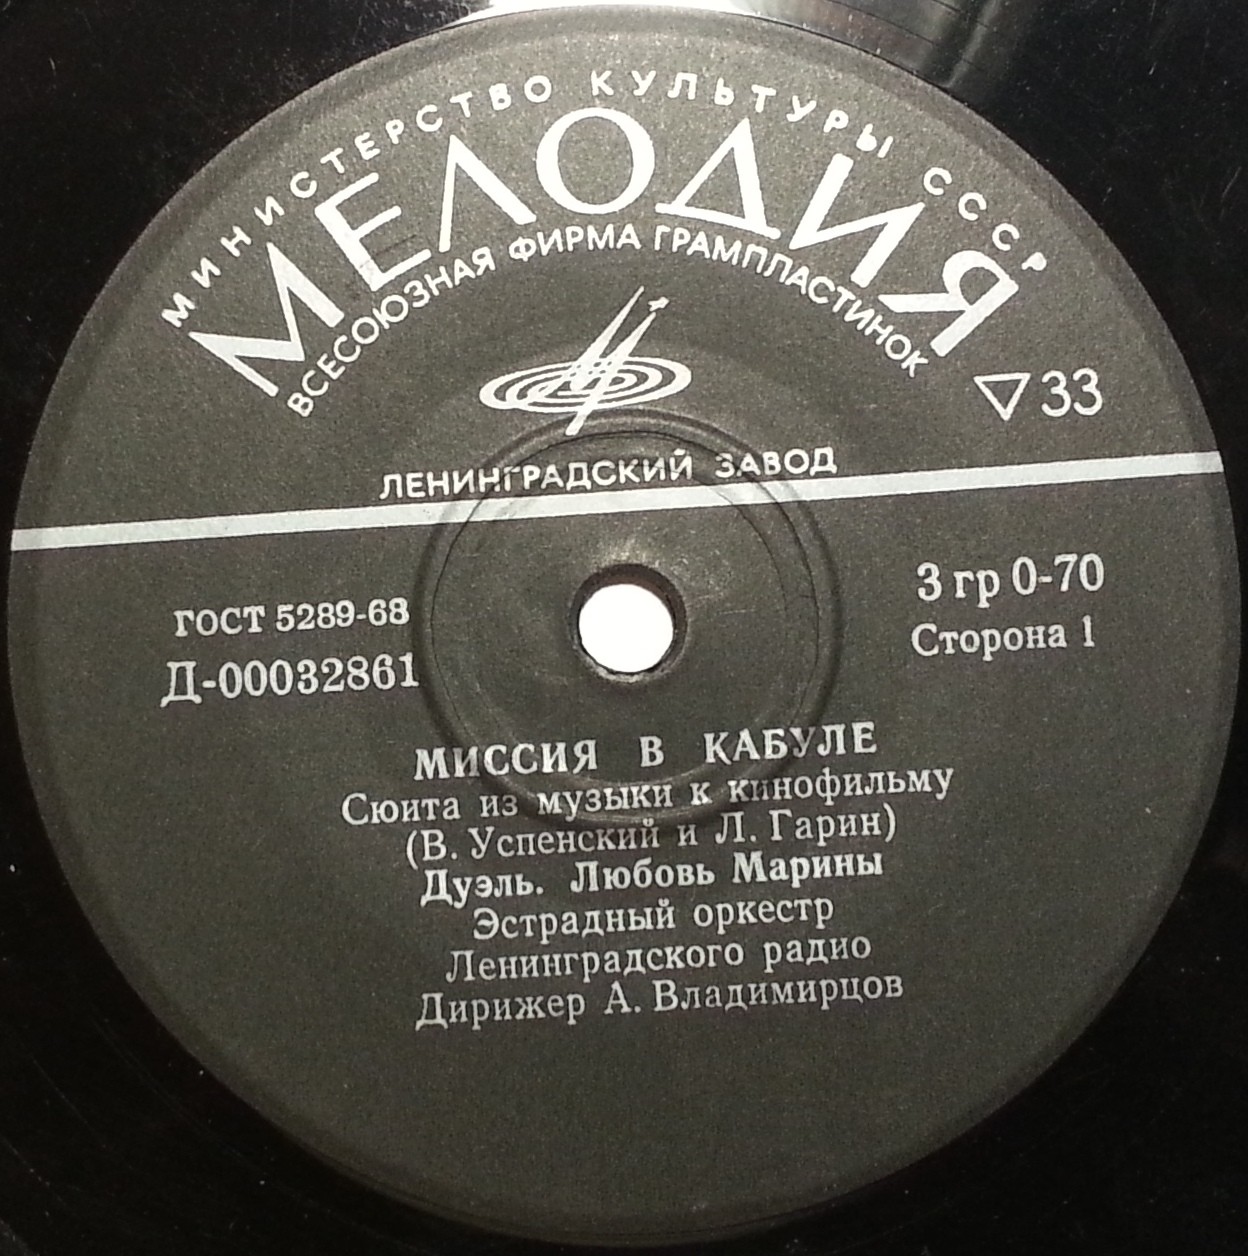 МИНИСТЕРСТВО КУЛЬТУРЫ СССР
МЕЛОДИЯ
ВСЕСОЮЗНАЯ ФИРМА ГРАМПЛАСТИНОК
▽33
ЛЕНИНГРАДСКИЙ ЗАВОД
ГОСТ 5289-68
Д-00032861
3 гр 0-70
Сторона 1
МИССИЯ В КАБУЛЕ
Сюита из музыки к кинофильму
(В. Успенский и Л. Гарин)
Дуэль. Любовь Марины
Эстрадный оркестр
Ленинградского радио
Дирижер А. Владимирцов